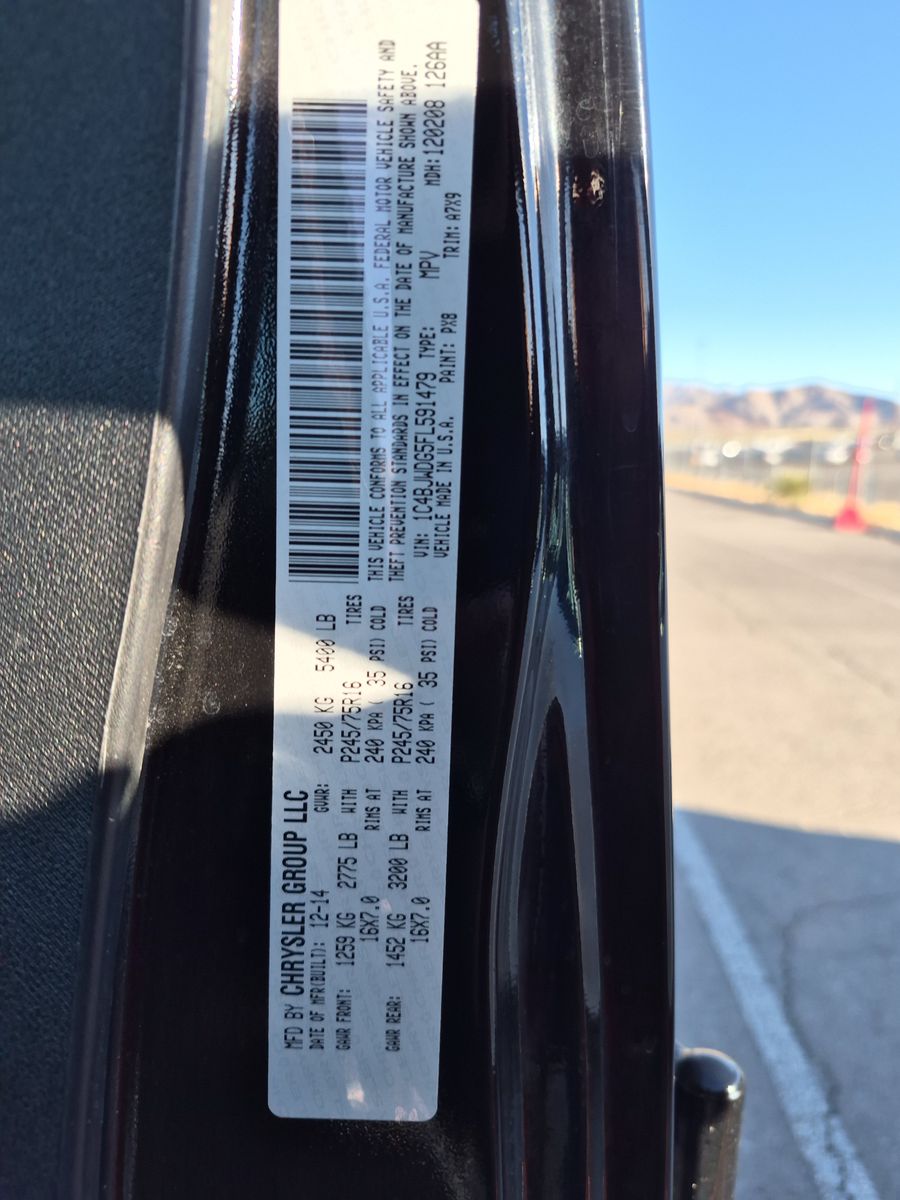 MFD BY CHRYSLER GROUP LLC
DATE OF MFR(BUILT): 12-14 GVWR: 2450 KG 5400 LB
GAWR FRONT: 1259 KG 2775 LB WITH P245/75R16 TIRES
16X7.0 RIMS AT 240 KPA ( 35 PSI) COLD
GAWR REAR: 1452 KG 3200 LB WITH P245/75R16 TIRES
16X7.0 RIMS AT 240 KPA ( 35 PSI) COLD
THIS VEHICLE CONFORMS TO ALL APPLICABLE U.S.A. FEDERAL MOTOR VEHICLE SAFETY AND
THEFT PREVENTION STANDARDS IN EFFECT ON THE DATE OF MANUFACTURE SHOWN ABOVE.
VIN: 1C4BJWDG5FL591479 TYPE: MPV MDH:120208 126AA
VEHICLE MADE IN U.S.A. PAINT: PX8 TRIM: A7X9